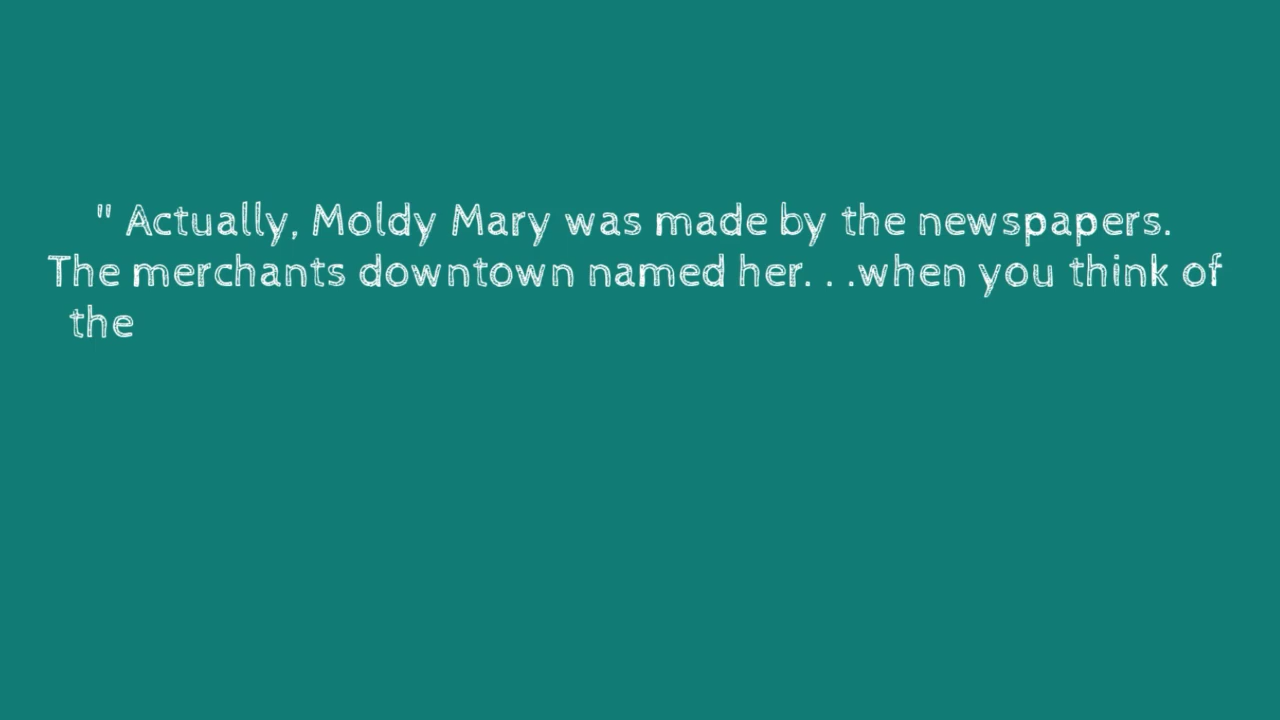 " Actually, Moldy Mary was made by the newspapers.
The merchants downtown named her. . .when you think of
the